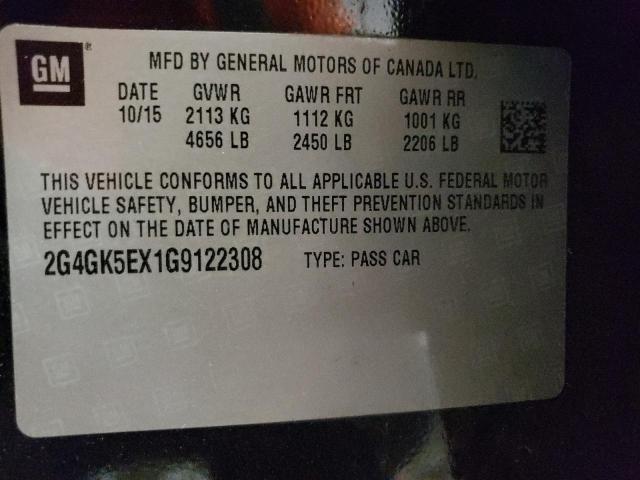 GM®
MFD BY GENERAL MOTORS OF CANADA LTD.
DATE GVWR GAWR FRT GAWR RR
10/15 2113 KG 1112 KG 1001 KG
4656 LB 2450 LB 2206 LB
THIS VEHICLE CONFORMS TO ALL APPLICABLE U.S. FEDERAL MOTOR
VEHICLE SAFETY, BUMPER, AND THEFT PREVENTION STANDARDS IN
EFFECT ON THE DATE OF MANUFACTURE SHOWN ABOVE.
2G4GK5EX1G9122308 TYPE: PASS CAR